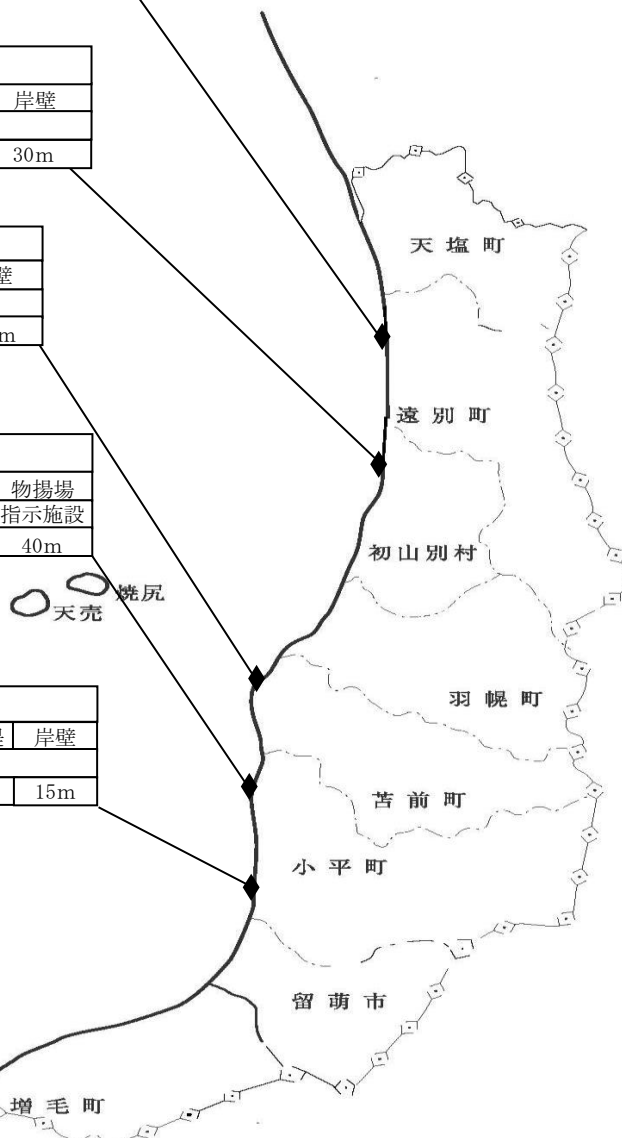 岸壁
30m
天塩町
壁
m
遠別町
物揚場
指示施設
40m
初山別村
焼尻
天売
羽幌町
岸壁
15m
苫前町
小平町
留萌市
増毛町